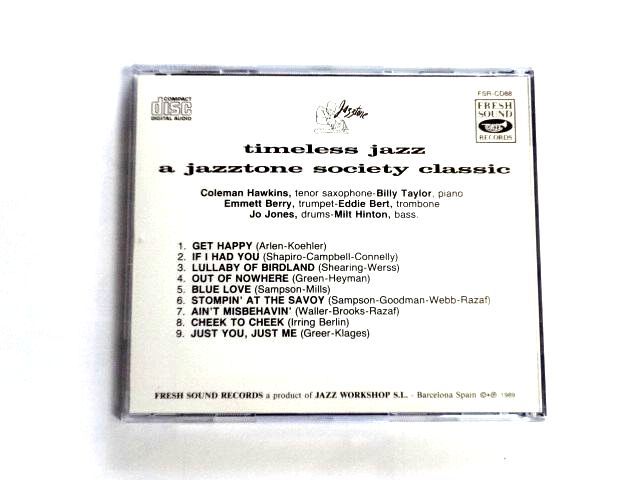 COMPACT
disc
DIGITAL AUDIO
Jazztone
FSR-CD88
FRESH
SOUND
RECORDS
timeless jazz
a jazztone society classic
Coleman Hawkins, tenor saxophone-Billy Taylor, piano
Emmett Berry, trumpet-Eddie Bert, trombone
Jo Jones, drums-Milt Hinton, bass.
1. GET HAPPY (Arlen-Koehler)
2. IF I HAD YOU (Shapiro-Campbell-Connelly)
3. LULLABY OF BIRDLAND (Shearing-Werss)
4. OUT OF NOWHERE (Green-Heyman)
5. BLUE LOVE (Sampson-Mills)
6. STOMPIN' AT THE SAVOY (Sampson-Goodman-Webb-Razaf)
7. AIN'T MISBEHAVIN' (Waller-Brooks-Razaf)
8. CHEEK TO CHEEK (Irring Berlin)
9. JUST YOU, JUST ME (Greer-Klages)
FRESH SOUND RECORDS a product of JAZZ WORKSHOP S.L. - Barcelona Spain ©+℗ 1989